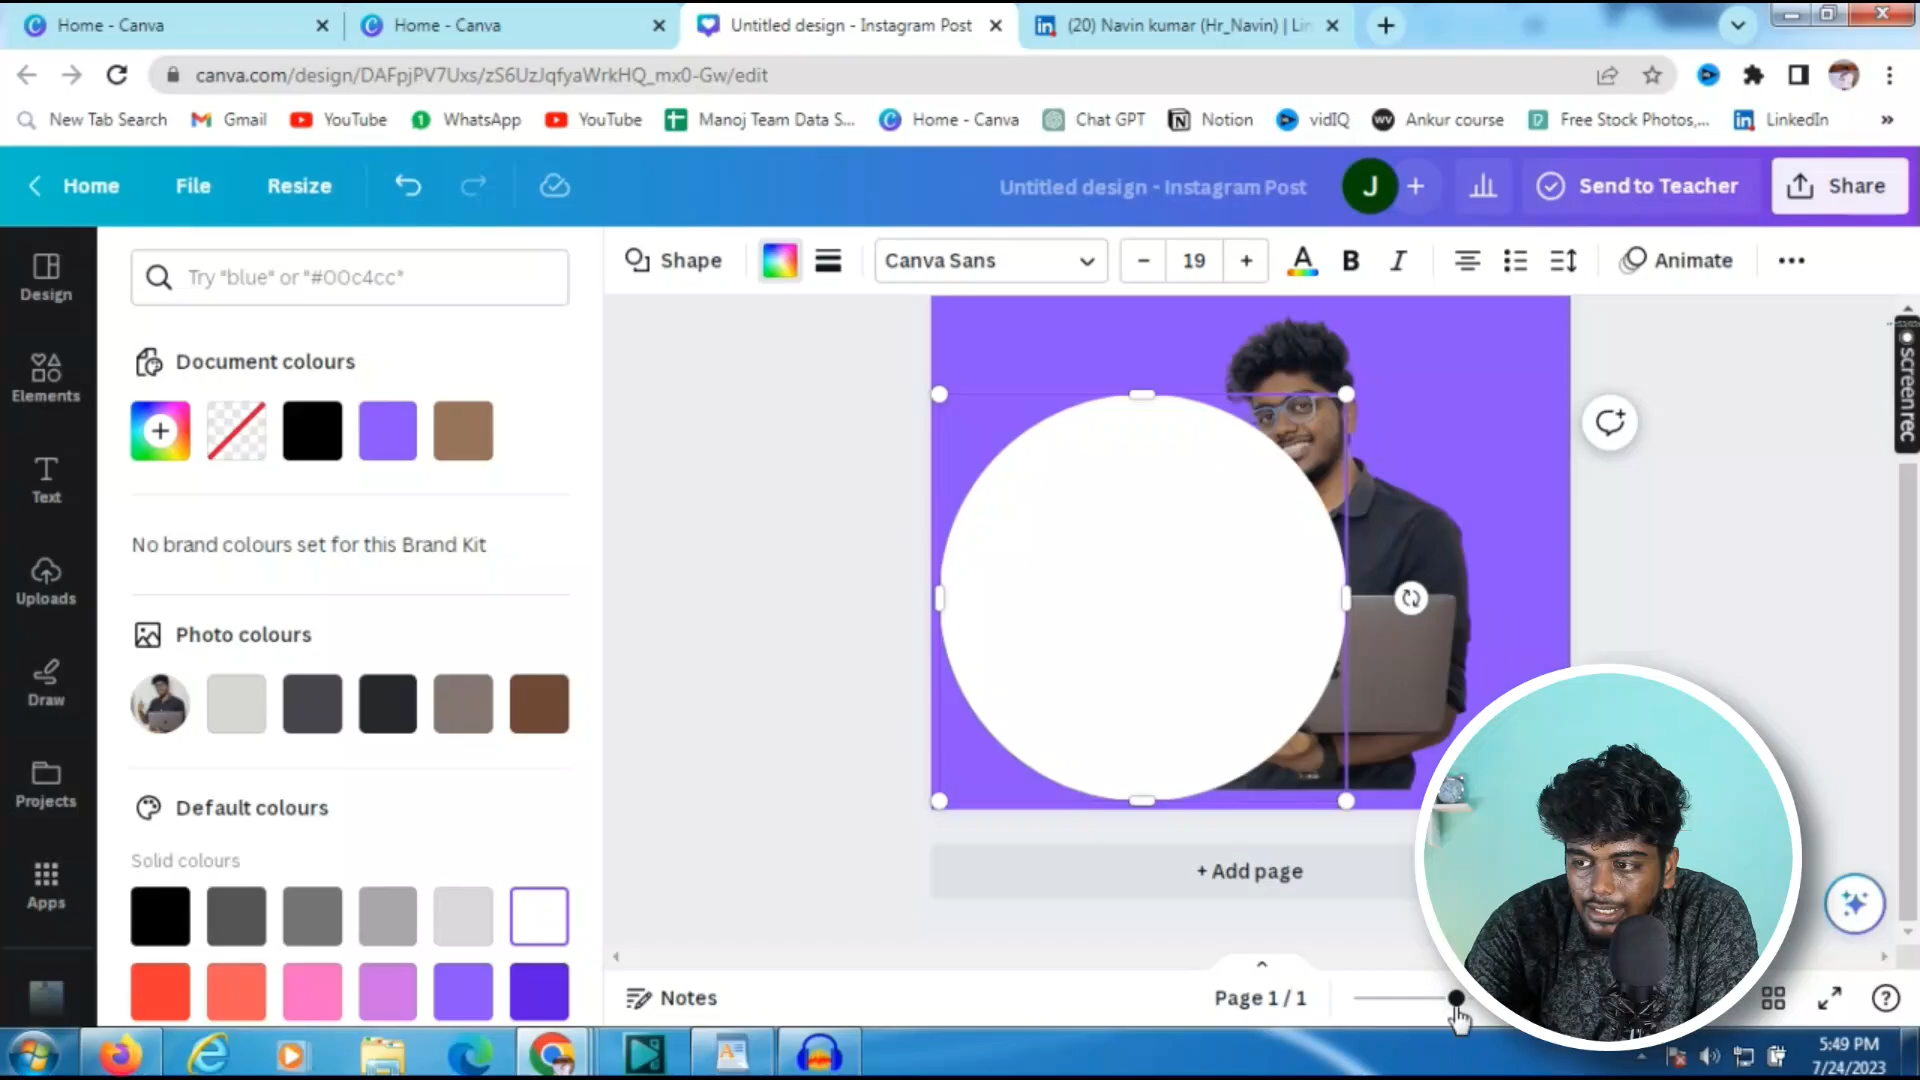 Home - Canva
Home - Canva
Untitled design - Instagram Post
(20) Navin kumar (Hr_Navin) | Lin
canva.com/design/DAFpjPV7Uxs/zS6UzJqfyaWrkHQ_mx0-Gw/edit
New Tab Search
Gmail
YouTube
WhatsApp
YouTube
Manoj Team Data S...
Home - Canva
Chat GPT
Notion
vidIQ
Ankur course
Free Stock Photos,...
LinkedIn
»
Home
File
Resize
Untitled design - Instagram Post
J
+
Send to Teacher
Share
Design
Elements
Text
Uploads
Draw
Projects
Apps
Try "blue" or "#00c4cc"
Document colours
No brand colours set for this Brand Kit
Photo colours
Default colours
Solid colours
Shape
Canva Sans
− 19 +
A
B
I
Animate
screenrec
+ Add page
Notes
Page 1 / 1
5:49 PM
7/24/2023